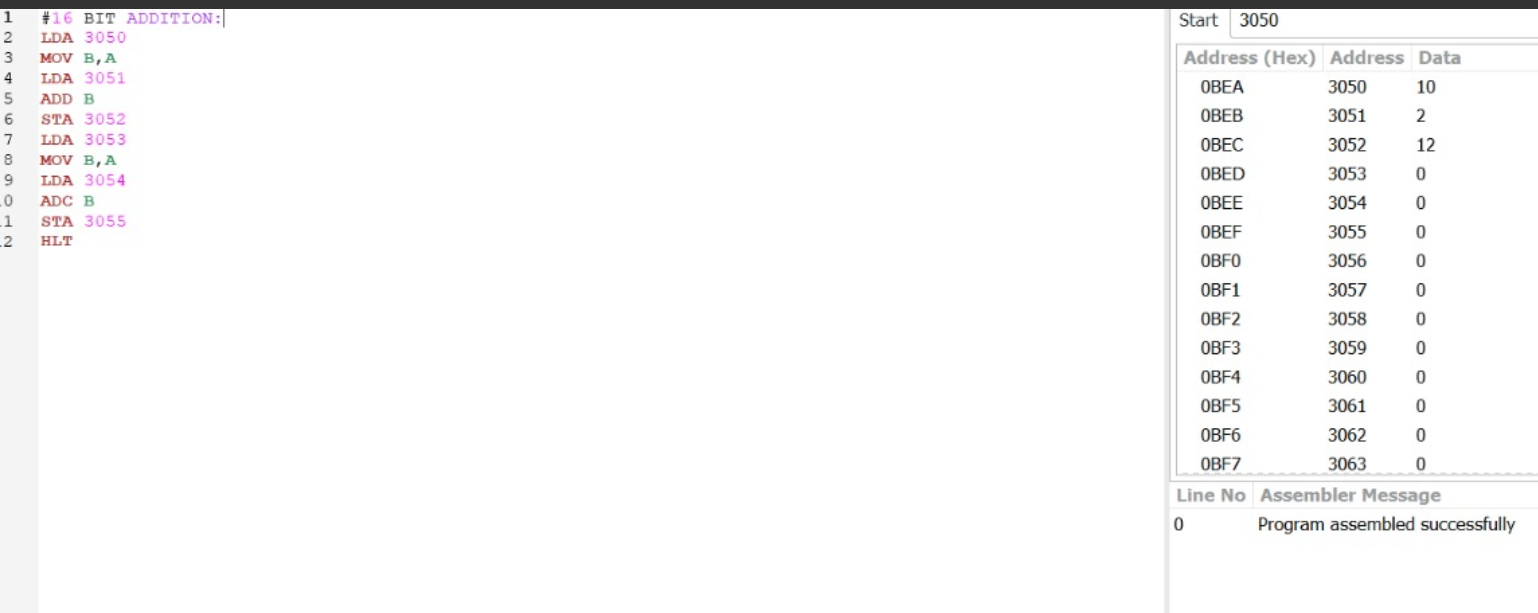 1 #16 BIT ADDITION:
2 LDA 3050
3 MOV B,A
4 LDA 3051
5 ADD B
6 STA 3052
7 LDA 3053
8 MOV B,A
9 LDA 3054
.0 ADC B
.1 STA 3055
.2 HLT
Start 3050
Address (Hex) Address Data
0BEA 3050 10
0BEB 3051 2
0BEC 3052 12
0BED 3053 0
0BEE 3054 0
0BEF 3055 0
0BF0 3056 0
0BF1 3057 0
0BF2 3058 0
0BF3 3059 0
0BF4 3060 0
0BF5 3061 0
0BF6 3062 0
0BF7 3063 0
Line No Assembler Message
0 Program assembled successfully